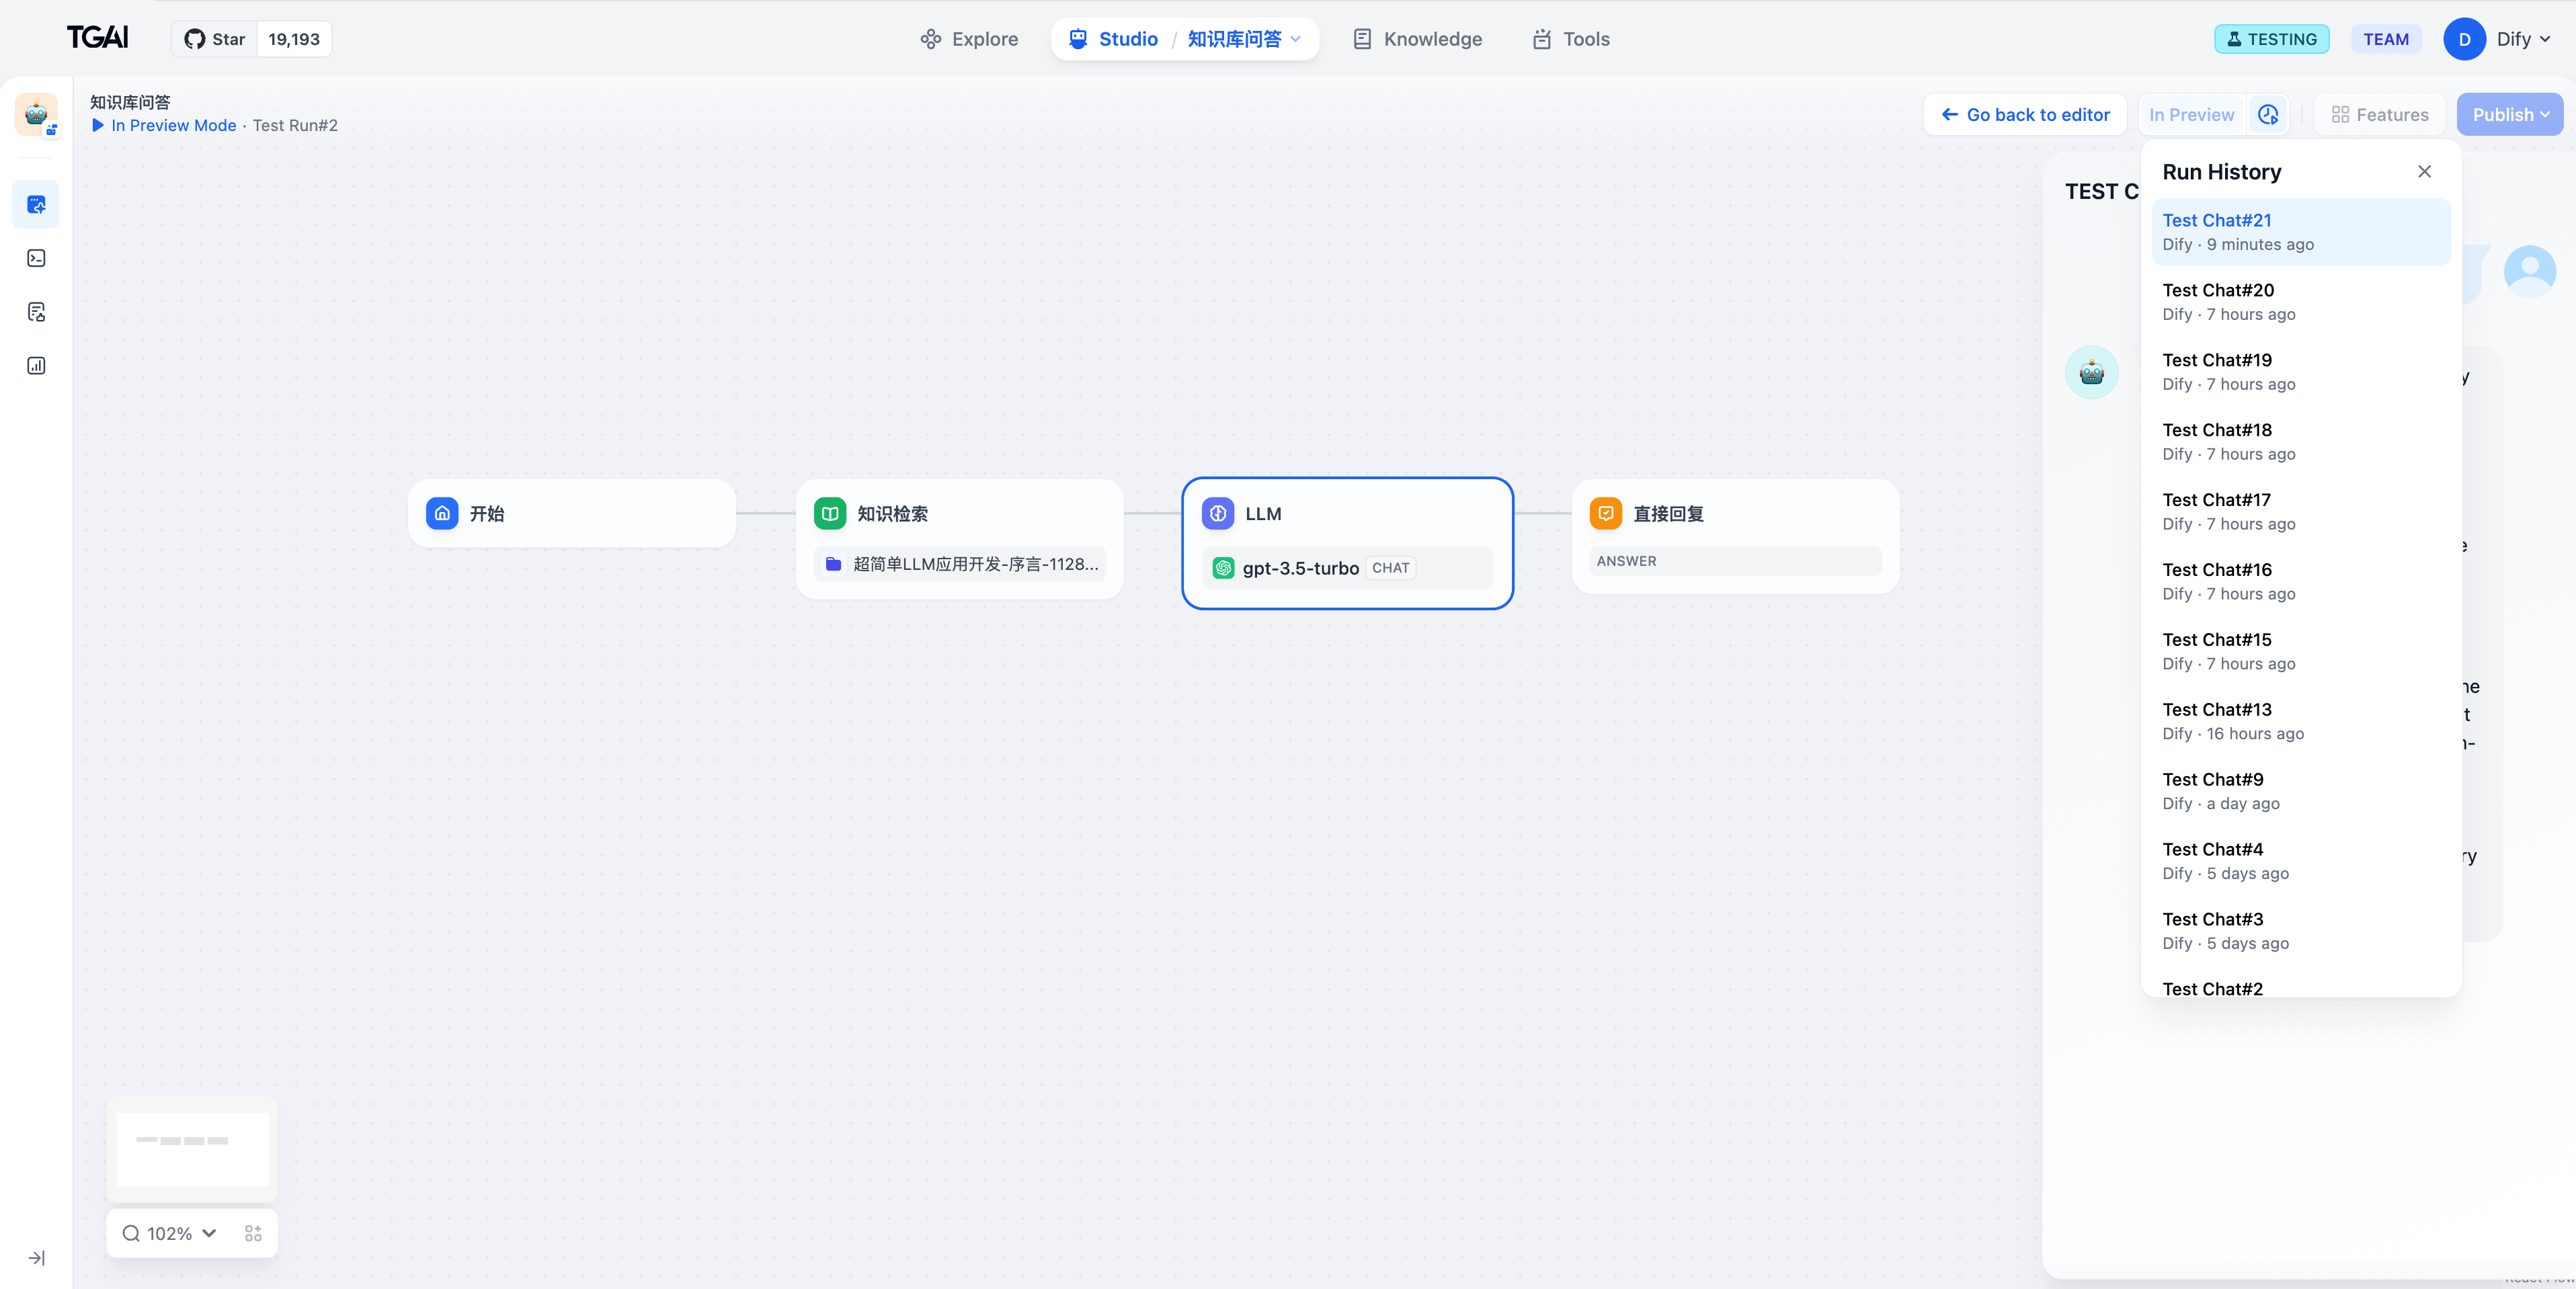 TGAI
Star 19,193
Explore
Studio / 知识库问答
Knowledge
Tools
TESTING
TEAM
D
Dify
知识库问答
In Preview Mode · Test Run#2
Go back to editor
In Preview
Features
Publish
TEST C
Run History
Test Chat#21
Dify · 9 minutes ago
Test Chat#20
Dify · 7 hours ago
Test Chat#19
Dify · 7 hours ago
Test Chat#18
Dify · 7 hours ago
Test Chat#17
Dify · 7 hours ago
Test Chat#16
Dify · 7 hours ago
Test Chat#15
Dify · 7 hours ago
Test Chat#13
Dify · 16 hours ago
Test Chat#9
Dify · a day ago
Test Chat#4
Dify · 5 days ago
Test Chat#3
Dify · 5 days ago
Test Chat#2
开始
知识检索
超简单LLM应用开发-序言-1128...
LLM
gpt-3.5-turbo CHAT
直接回复
ANSWER
102%